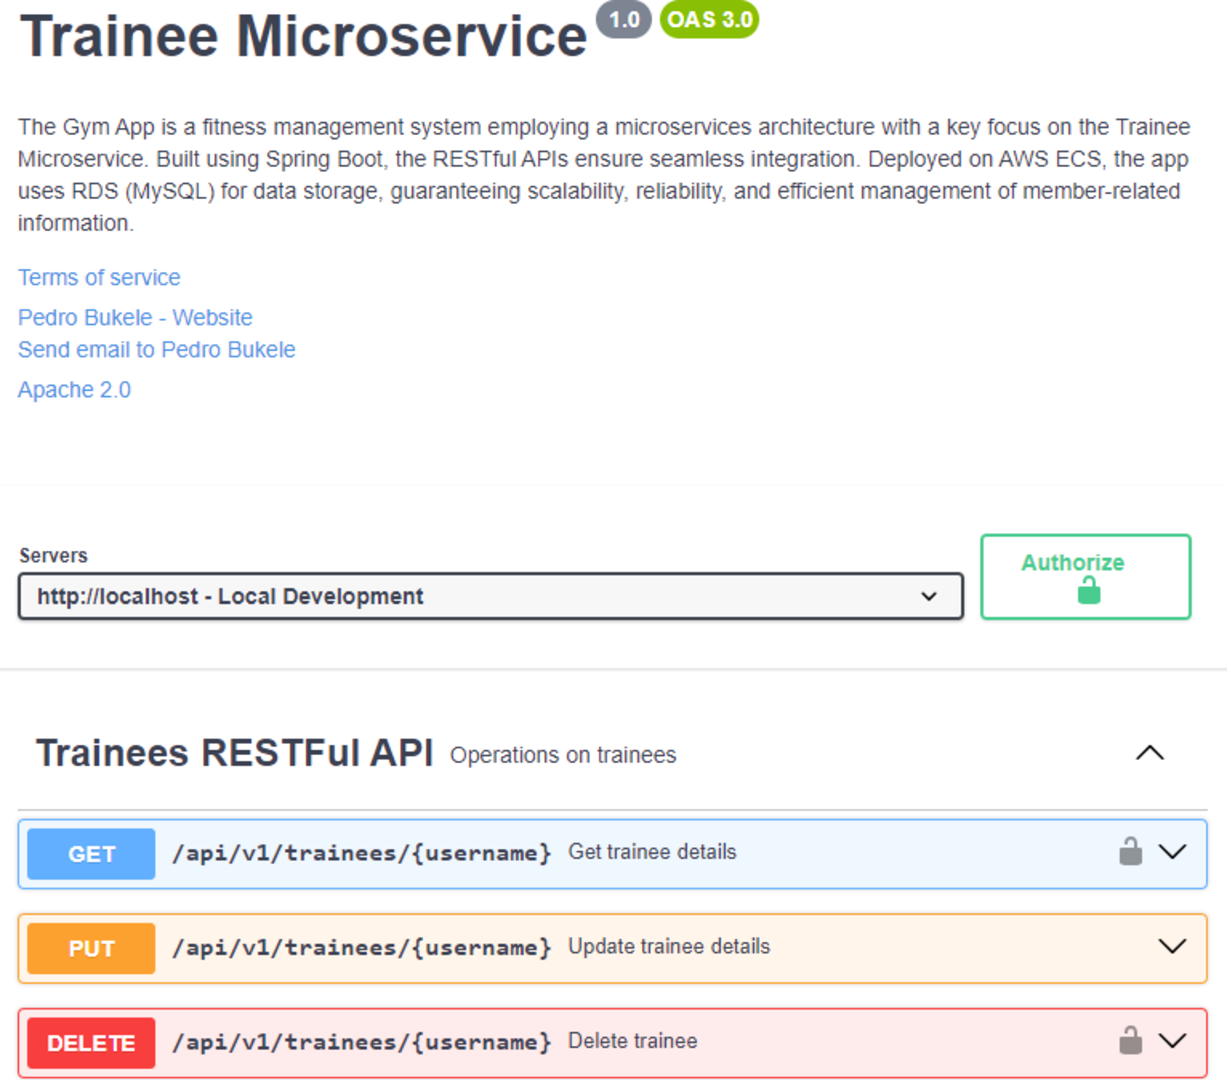 Trainee Microservice 1.0 OAS 3.0
The Gym App is a fitness management system employing a microservices architecture with a key focus on the Trainee
Microservice. Built using Spring Boot, the RESTful APIs ensure seamless integration. Deployed on AWS ECS, the app
uses RDS (MySQL) for data storage, guaranteeing scalability, reliability, and efficient management of member-related
information.
Terms of service
Pedro Bukele - Website
Send email to Pedro Bukele
Apache 2.0
Servers
http://localhost - Local Development
Authorize
Trainees RESTFul API Operations on trainees
GET /api/v1/trainees/{username} Get trainee details
PUT /api/v1/trainees/{username} Update trainee details
DELETE /api/v1/trainees/{username} Delete trainee